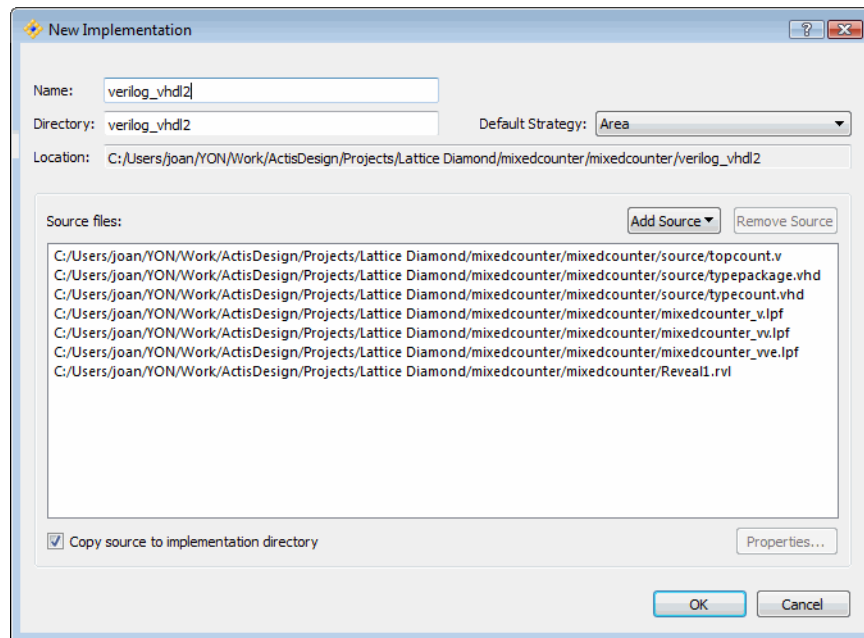 New Implementation
Name: verilog_vhdl2
Directory: verilog_vhdl2 Default Strategy: Area
Location: C:/Users/joan/YON/Work/ActisDesign/Projects/Lattice Diamond/mixedcounter/mixedcounter/verilog_vhdl2
Source files: Add Source Remove Source
C:/Users/joan/YON/Work/ActisDesign/Projects/Lattice Diamond/mixedcounter/mixedcounter/source/topcount.v
C:/Users/joan/YON/Work/ActisDesign/Projects/Lattice Diamond/mixedcounter/mixedcounter/source/typepackage.vhd
C:/Users/joan/YON/Work/ActisDesign/Projects/Lattice Diamond/mixedcounter/mixedcounter/source/typecount.vhd
C:/Users/joan/YON/Work/ActisDesign/Projects/Lattice Diamond/mixedcounter/mixedcounter/mixedcounter_v.lpf
C:/Users/joan/YON/Work/ActisDesign/Projects/Lattice Diamond/mixedcounter/mixedcounter/mixedcounter_vv.lpf
C:/Users/joan/YON/Work/ActisDesign/Projects/Lattice Diamond/mixedcounter/mixedcounter/mixedcounter_vve.lpf
C:/Users/joan/YON/Work/ActisDesign/Projects/Lattice Diamond/mixedcounter/mixedcounter/Reveal1.rvl
Copy source to implementation directory Properties...
OK Cancel